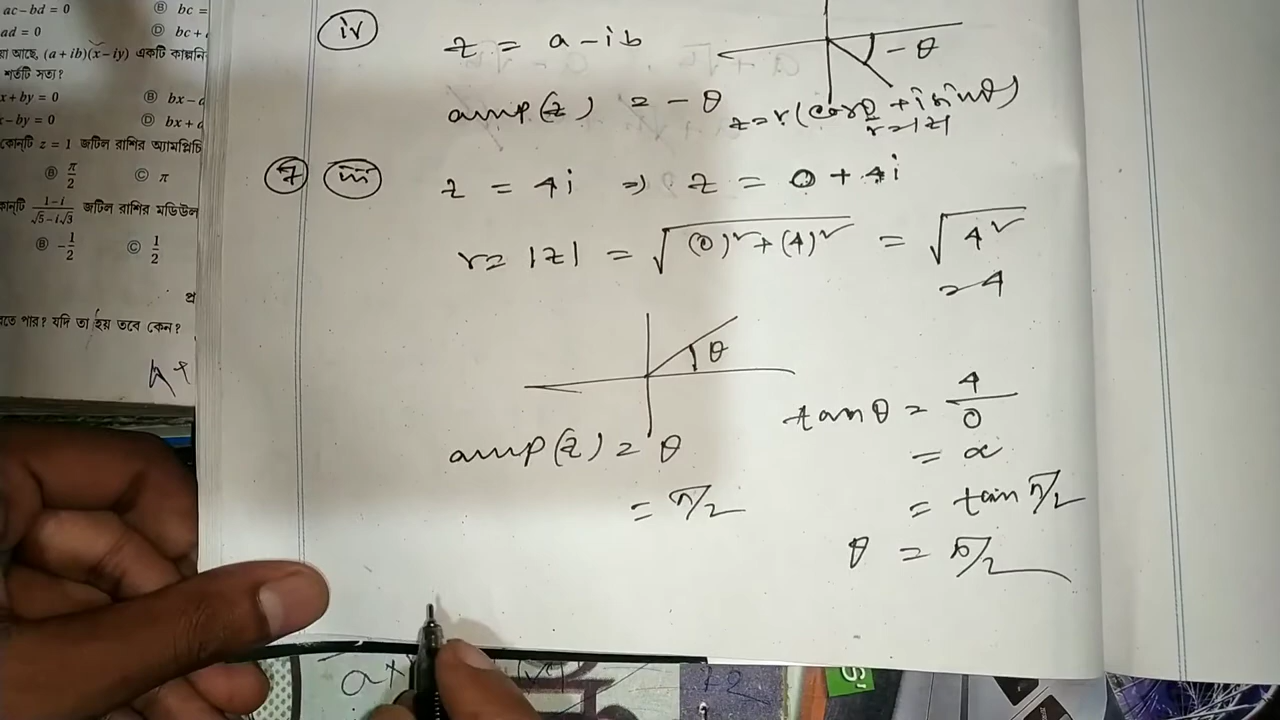 ac - bd = 0 Ⓑ bc =
ad = 0 Ⓓ bc +
আছে, (a + ib)(x - iy) একটি কাল্পনি
শর্তটি সত্য?
x + by = 0 Ⓑ bx -
- by = 0 Ⓓ bx +
কোন্‌টি z = 1 জটিল রাশির অ্যামপ্লি
Ⓑ π/2 Ⓒ π
কোন্‌টি (1-i)/(√5-i√3) জটিল রাশির মডিউল
Ⓑ -1/2 Ⓒ 1/2
প্র
পার? যদি তা হয় তবে কেন?
iv
z = a - ib
- θ
amp(z) = - θ
z = r(cosθ + i sinθ)
r = |z|
7 iii z = 4i ⇒ z = 0 + 4i
r = |z| = √((0)² + (4)²) = √4²
= 4
θ
amp(z) = θ
= π/2
tanθ = 4/0
= ∝
= tan π/2
θ = π/2